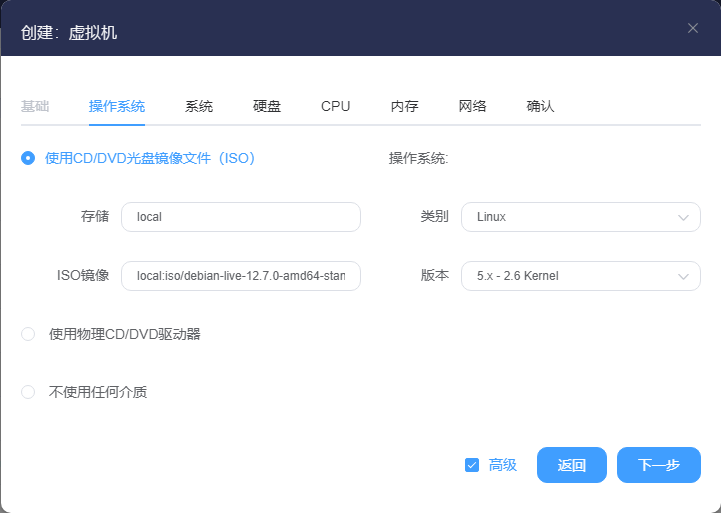 创建：虚拟机
基础 操作系统 系统 硬盘 CPU 内存 网络 确认
使用CD/DVD光盘镜像文件（ISO） 操作系统:
存储 local 类别 Linux
ISO镜像 local:iso/debian-live-12.7.0-amd64-stan 版本 5.x - 2.6 Kernel
使用物理CD/DVD驱动器
不使用任何介质
高级 返回 下一步